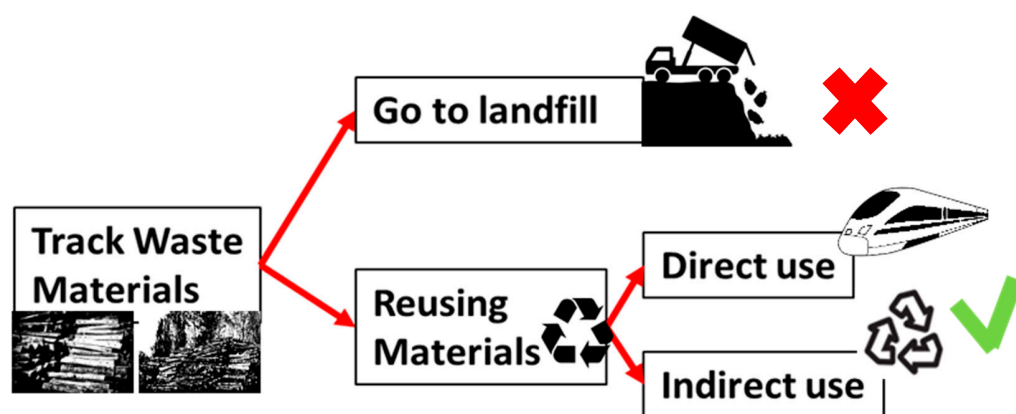 Go to landfill
Track Waste
Materials
Reusing
Materials
Direct use
Indirect use